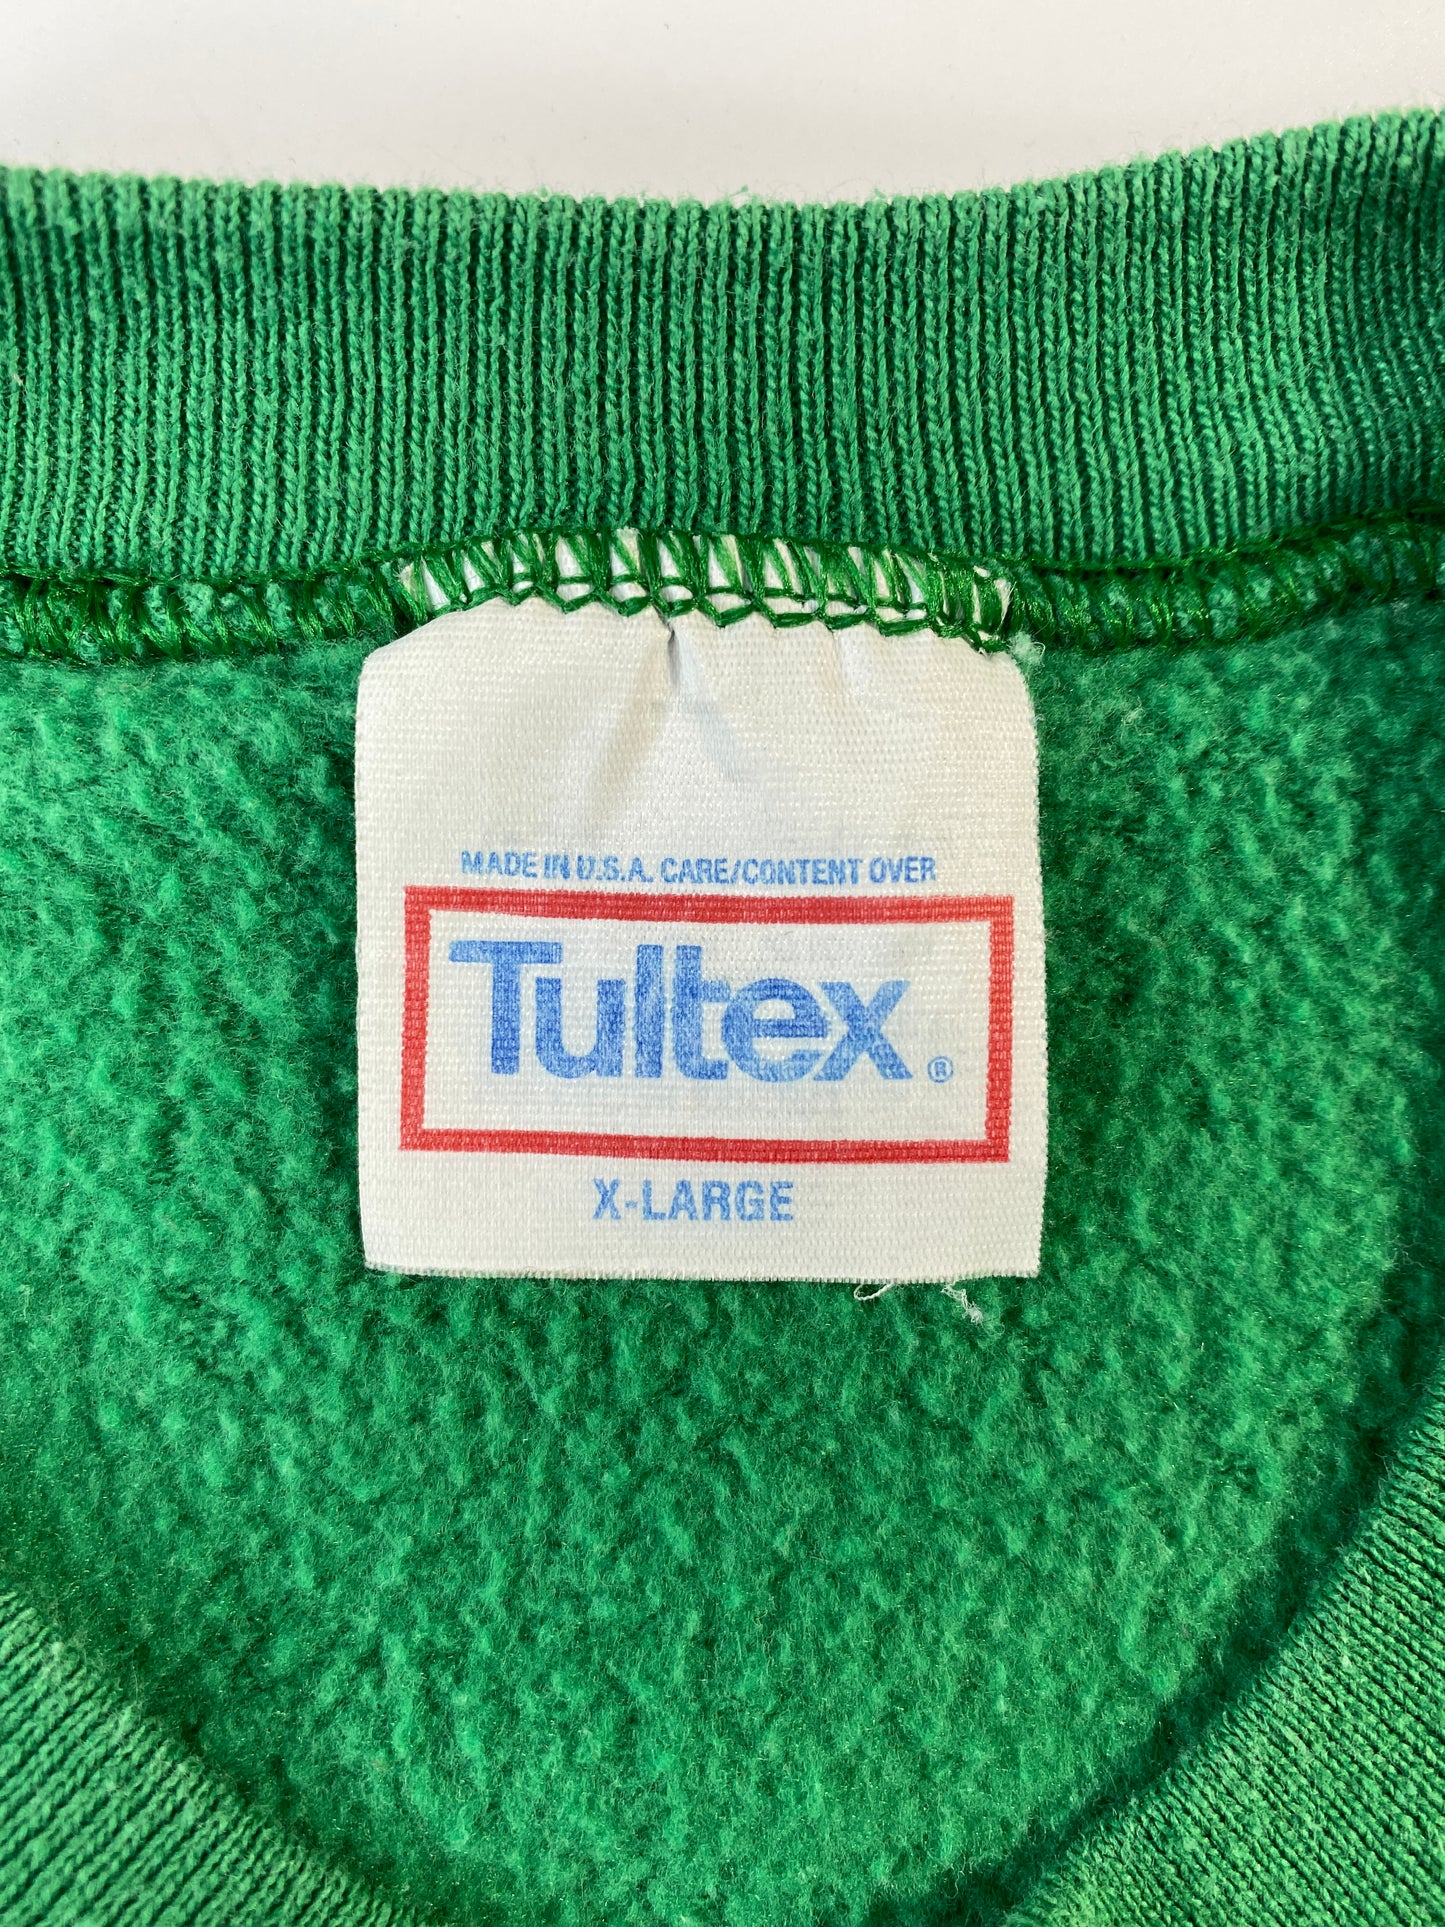 MADE IN U.S.A. CARE/CONTENT OVER
Tultex®
X-LARGE